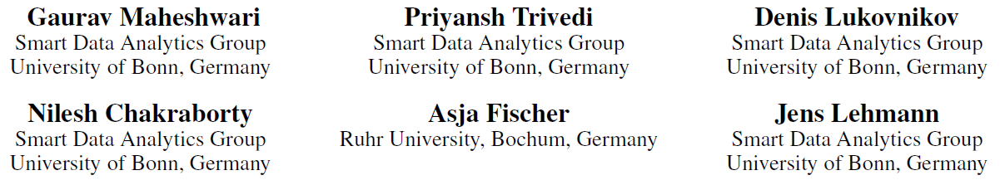 Gaurav Maheshwari
Smart Data Analytics Group
University of Bonn, Germany
Priyansh Trivedi
Smart Data Analytics Group
University of Bonn, Germany
Denis Lukovnikov
Smart Data Analytics Group
University of Bonn, Germany
Nilesh Chakraborty
Smart Data Analytics Group
University of Bonn, Germany
Asja Fischer
Ruhr University, Bochum, Germany
Jens Lehmann
Smart Data Analytics Group
University of Bonn, Germany